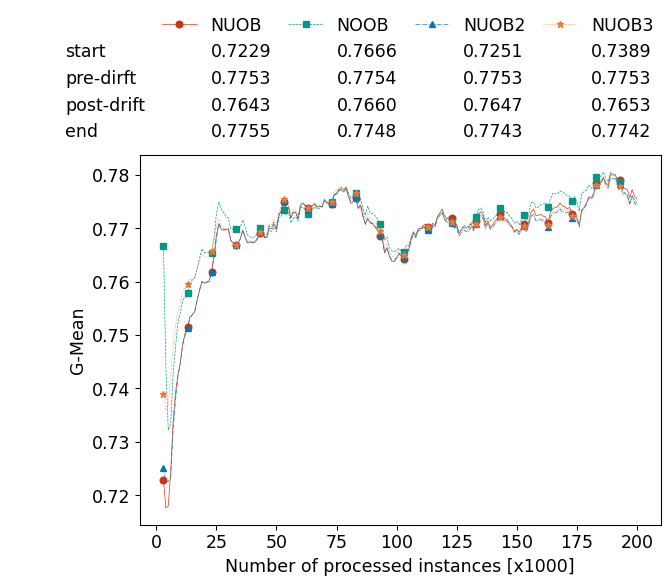 NUOB NOOB NUOB2 NUOB3
start 0.7229 0.7666 0.7251 0.7389
pre-dirft 0.7753 0.7754 0.7753 0.7753
post-drift 0.7643 0.7660 0.7647 0.7653
end 0.7755 0.7748 0.7743 0.7742
0.78
0.77
0.76
0.75
0.74
0.73
0.72
G-Mean
0 25 50 75 100 125 150 175 200
Number of processed instances [x1000]